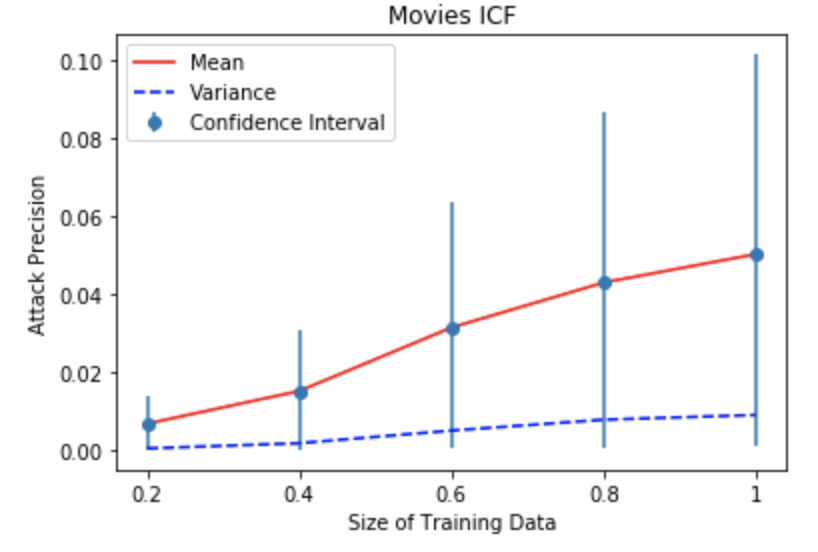 Movies ICF
Mean
Variance
Confidence Interval
Attack Precision
0.10
0.08
0.06
0.04
0.02
0.00
0.2 0.4 0.6 0.8 1
Size of Training Data